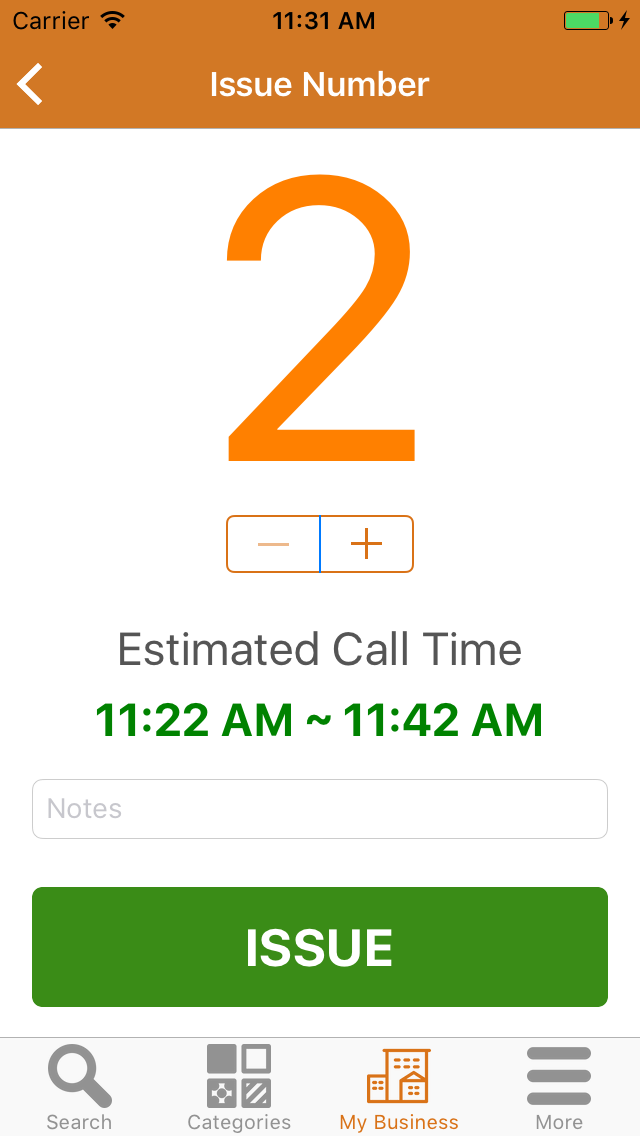 Carrier 11:31 AM
Issue Number
2
Estimated Call Time
11:22 AM ~ 11:42 AM
Notes
ISSUE
Search Categories My Business More